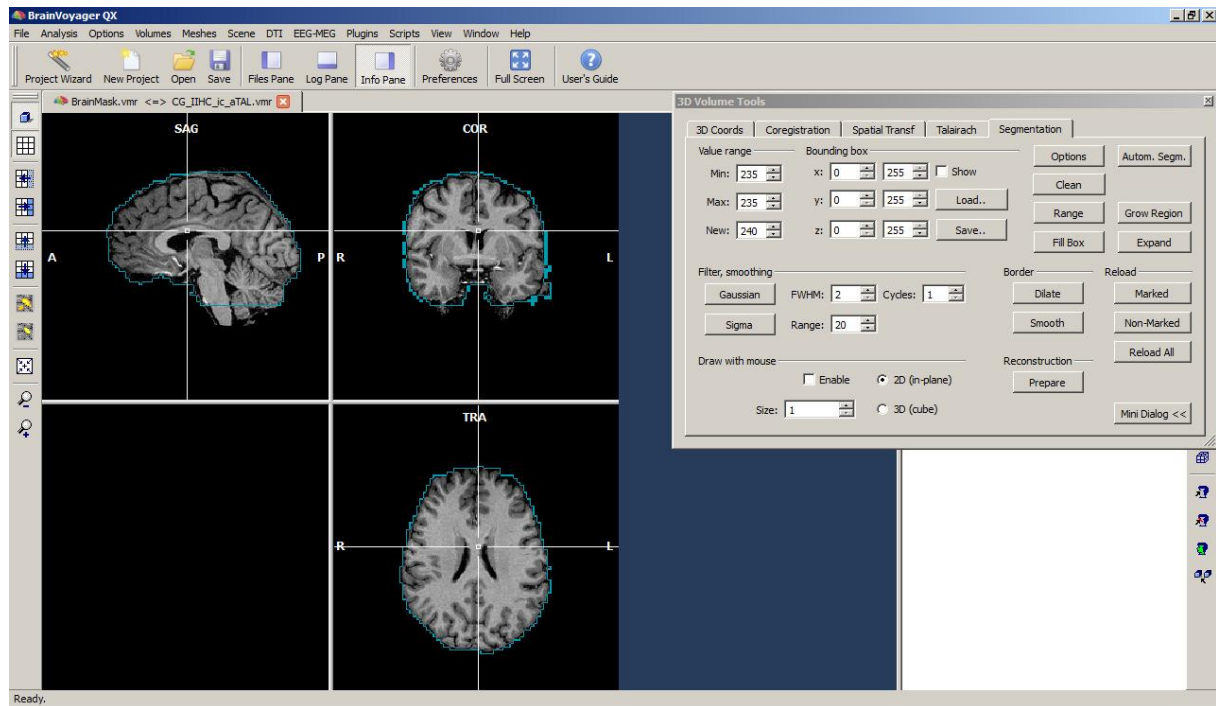 BrainVoyager QX
File Analysis Options Volumes Meshes Scene DTI EEG-MEG Plugins Scripts View Window Help
Project Wizard New Project Open Save Files Pane Log Pane Info Pane Preferences Full Screen User's Guide
BrainMask.vmr <=> CG_IIHC_ic_aTAL.vmr
3D Volume Tools
3D Coords Coregistration Spatial Transf Talairach Segmentation
SAG COR
Value range Bounding box
Min: 235 x: 0 255 Show Options Autom. Segm.
Clean
Max: 235 y: 0 255 Load..
Range Grow Region
New: 240 z: 0 255 Save..
Fill Box Expand
A P R L
Filter, smoothing Border Reload
Gaussian FWHM: 2 Cycles: 1 Dilate Marked
Sigma Range: 20 Smooth Non-Marked
Reload All
Draw with mouse Reconstruction
Enable 2D (in-plane) Prepare
Size: 1 3D (cube) Mini Dialog <<
TRA
R L
Ready.